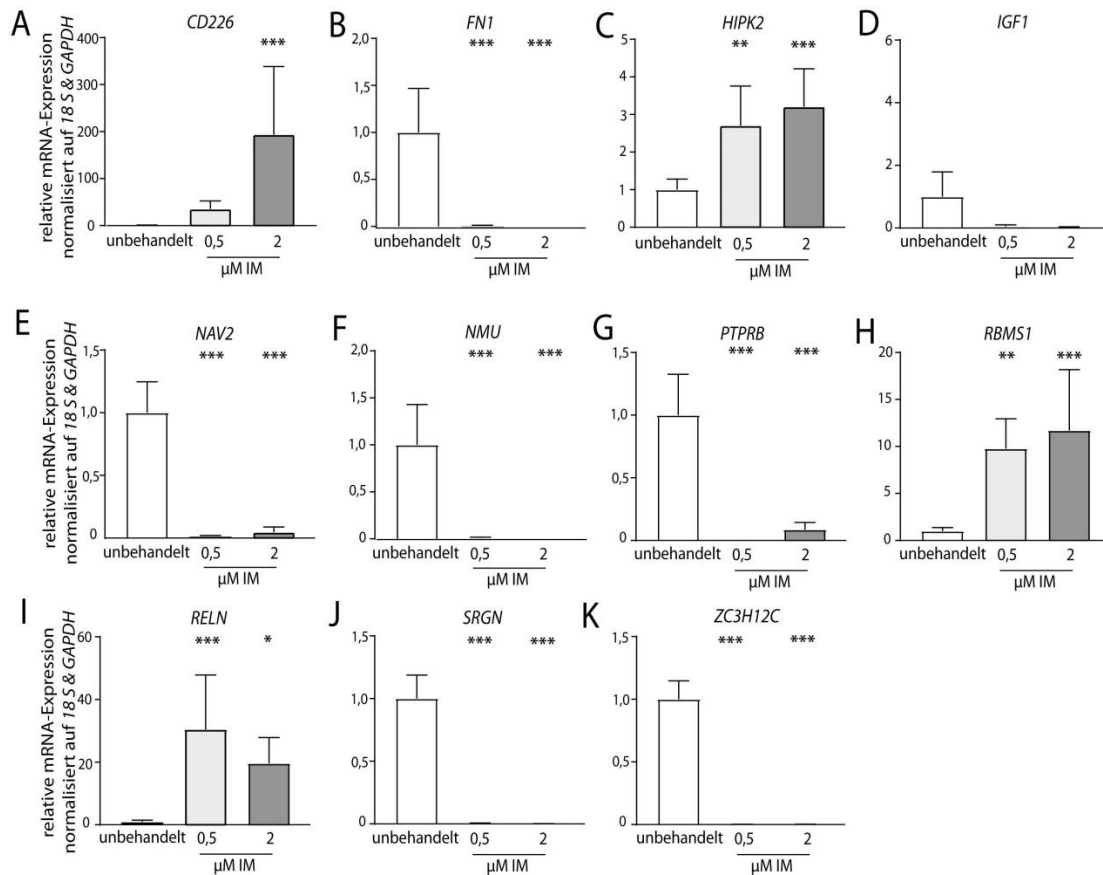 A
CD226
relative mRNA-Expression
normalisiert auf 18 S & GAPDH
400
300
200
100
0
***
unbehandelt 0,5 2
µM IM
B
FN1
2,0
1,5
1,0
0,5
0
*** ***
unbehandelt 0,5 2
µM IM
C
HIPK2
5
4
3
2
1
0
** ***
unbehandelt 0,5 2
µM IM
D
IGF1
6
4
2
0
unbehandelt 0,5 2
µM IM
E
NAV2
relative mRNA-Expression
normalisiert auf 18 S & GAPDH
1,5
1,0
0,5
0
*** ***
unbehandelt 0,5 2
µM IM
F
NMU
2,0
1,5
1,0
0,5
0
*** ***
unbehandelt 0,5 2
µM IM
G
PTPRB
1,5
1,0
0,5
0,0
*** ***
unbehandelt 0,5 2
µM IM
H
RBMS1
20
15
10
5
0
** ***
unbehandelt 0,5 2
µM IM
I
RELN
relative mRNA-Expression
normalisiert auf 18 S & GAPDH
60
40
20
0
*** *
unbehandelt 0,5 2
µM IM
J
SRGN
1,5
1,0
0,5
0
*** ***
unbehandelt 0,5 2
µM IM
K
ZC3H12C
1,5
1,0
1,5
0
*** ***
unbehandelt 0,5 2
µM IM